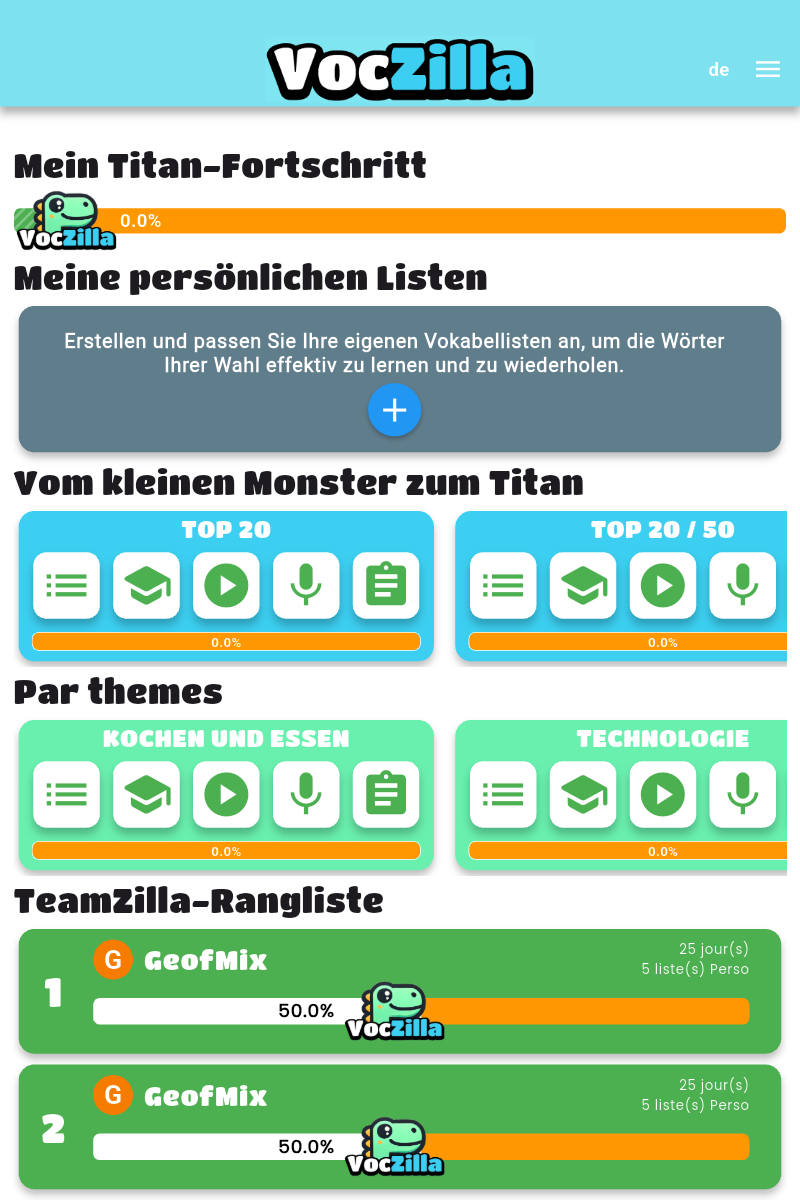 VocZilla
de
Mein Titan-Fortschritt
VocZilla
0.0%
Meine persönlichen Listen
Erstellen und passen Sie Ihre eigenen Vokabellisten an, um die Wörter
Ihrer Wahl effektiv zu lernen und zu wiederholen.
Vom kleinen Monster zum Titan
TOP 20
0.0%
TOP 20 / 50
0.0%
Par themes
KOCHEN UND ESSEN
0.0%
TECHNOLOGIE
0.0%
TeamZilla-Rangliste
1
G
GeofMix
25 jour(s)
5 liste(s) Perso
50.0%
VocZilla
2
G
GeofMix
25 jour(s)
5 liste(s) Perso
50.0%
VocZilla